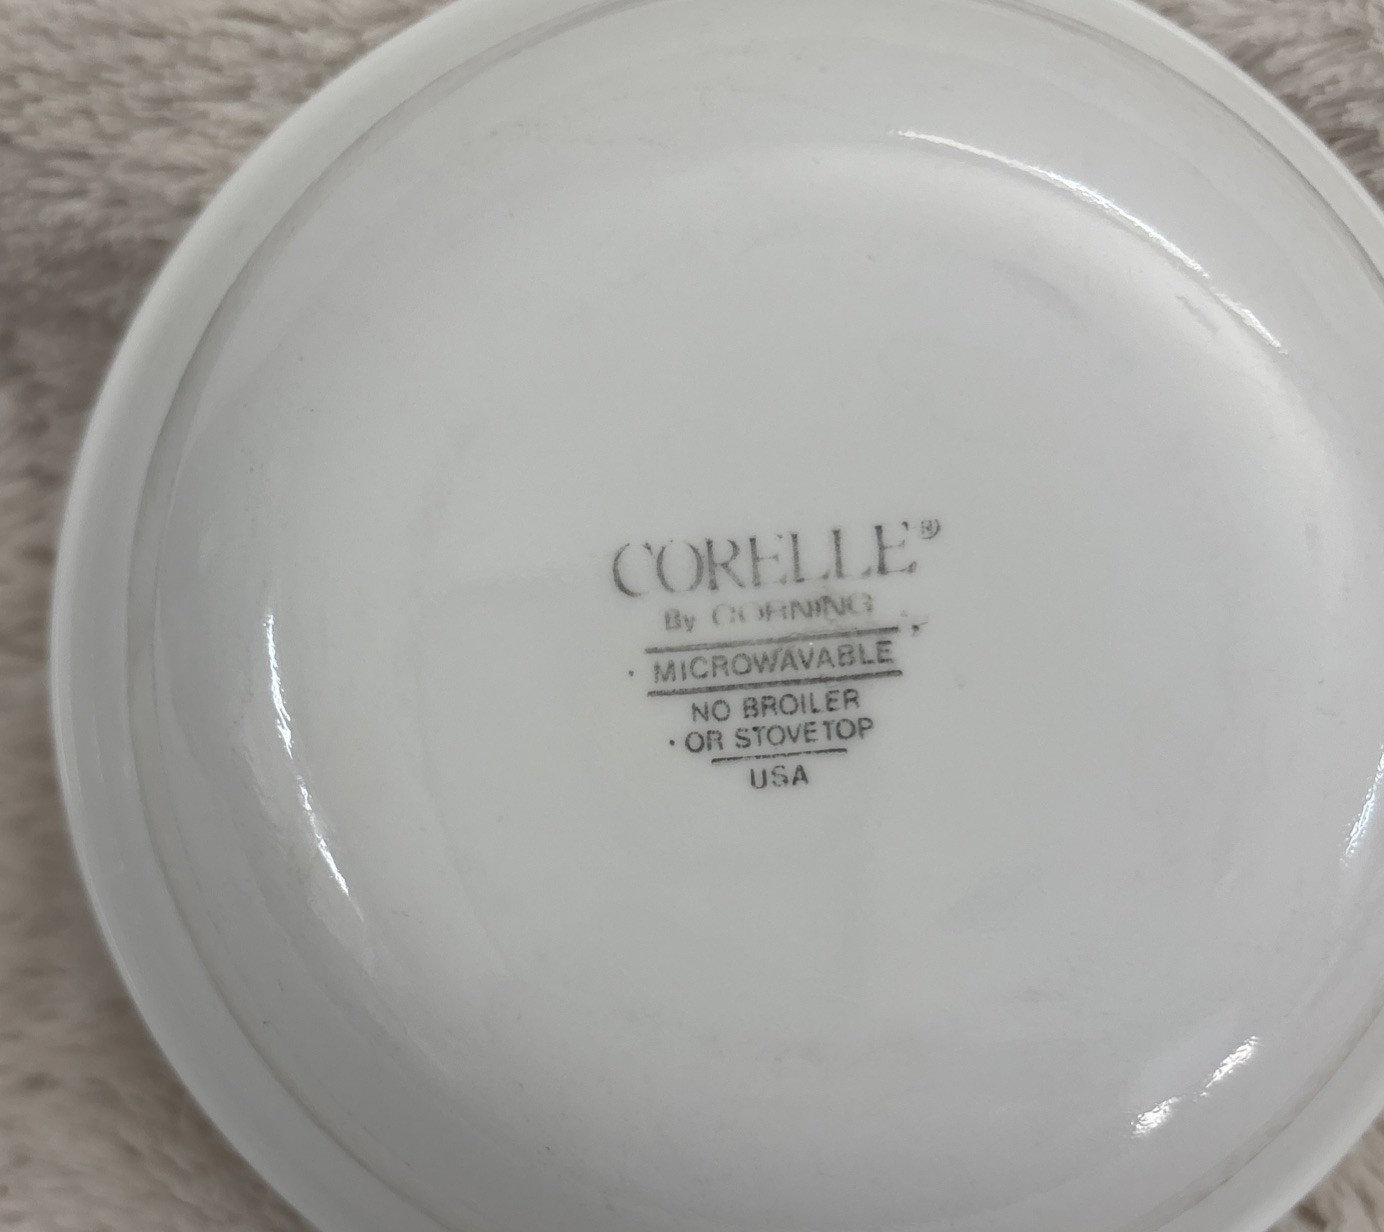 CORELLE®
By CORNING
· MICROWAVABLE
NO BROILER
· OR STOVETOP
USA